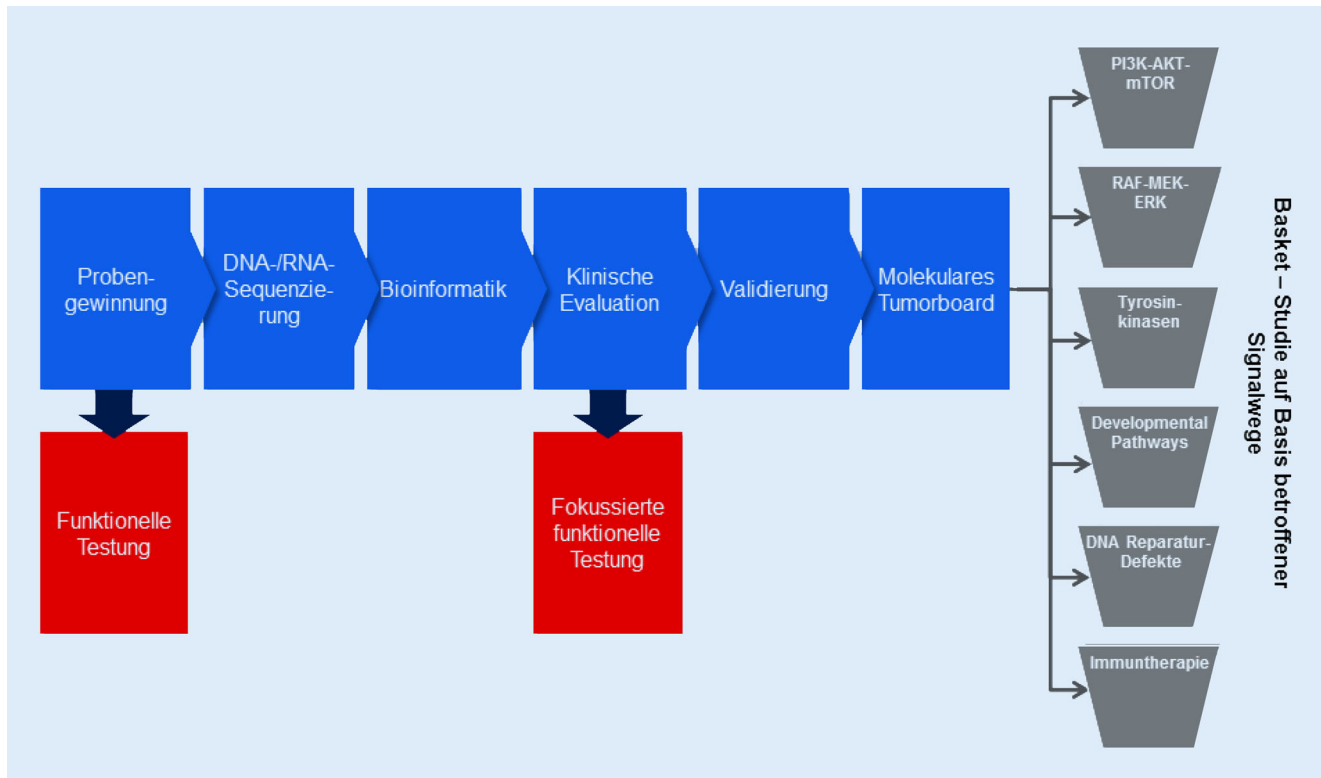 Proben-
gewinnung
DNA-/RNA-
Sequenzie-
rung
Bioinformatik
Klinische
Evaluation
Validierung
Molekulares
Tumorboard
Funktionelle
Testung
Fokussierte
funktionelle
Testung
PI3K-AKT-
mTOR
RAF-MEK-
ERK
Tyrosin-
kinasen
Developmental
Pathways
DNA Reparatur-
Defekte
Immuntherapie
Basket – Studie auf Basis betroffener
Signalwege